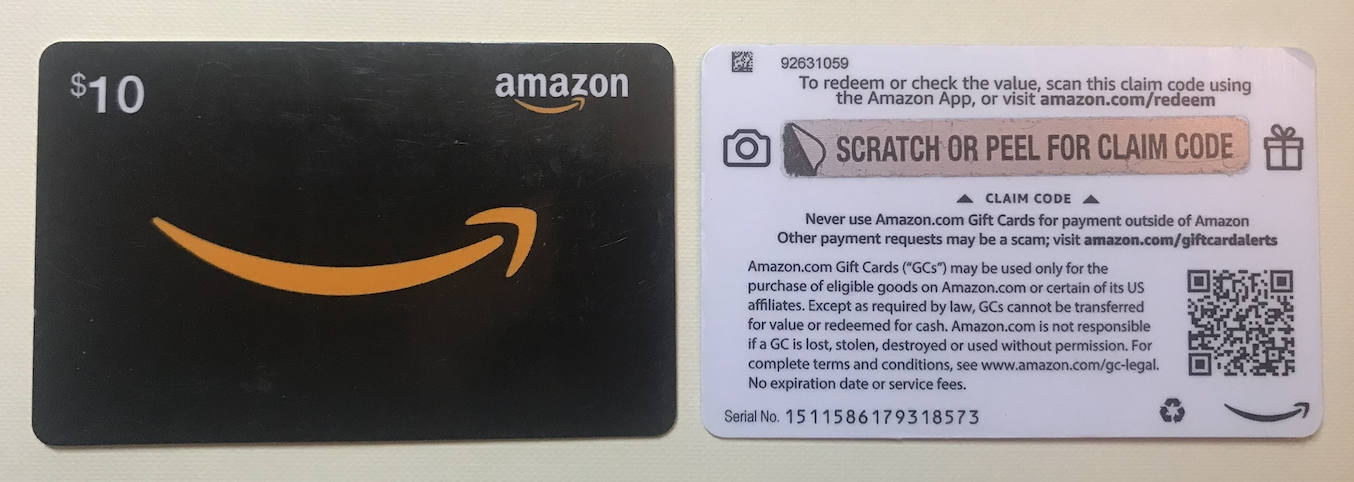 $10
amazon
92631059
To redeem or check the value, scan this claim code using
the Amazon App, or visit amazon.com/redeem
SCRATCH OR PEEL FOR CLAIM CODE
CLAIM CODE
Never use Amazon.com Gift Cards for payment outside of Amazon
Other payment requests may be a scam; visit amazon.com/giftcardalerts
Amazon.com Gift Cards (“GCs”) may be used only for the
purchase of eligible goods on Amazon.com or certain of its US
affiliates. Except as required by law, GCs cannot be transferred
for value or redeemed for cash. Amazon.com is not responsible
if a GC is lost, stolen, destroyed or used without permission. For
complete terms and conditions, see www.amazon.com/gc-legal.
No expiration date or service fees.
Serial No. 1511586179318573